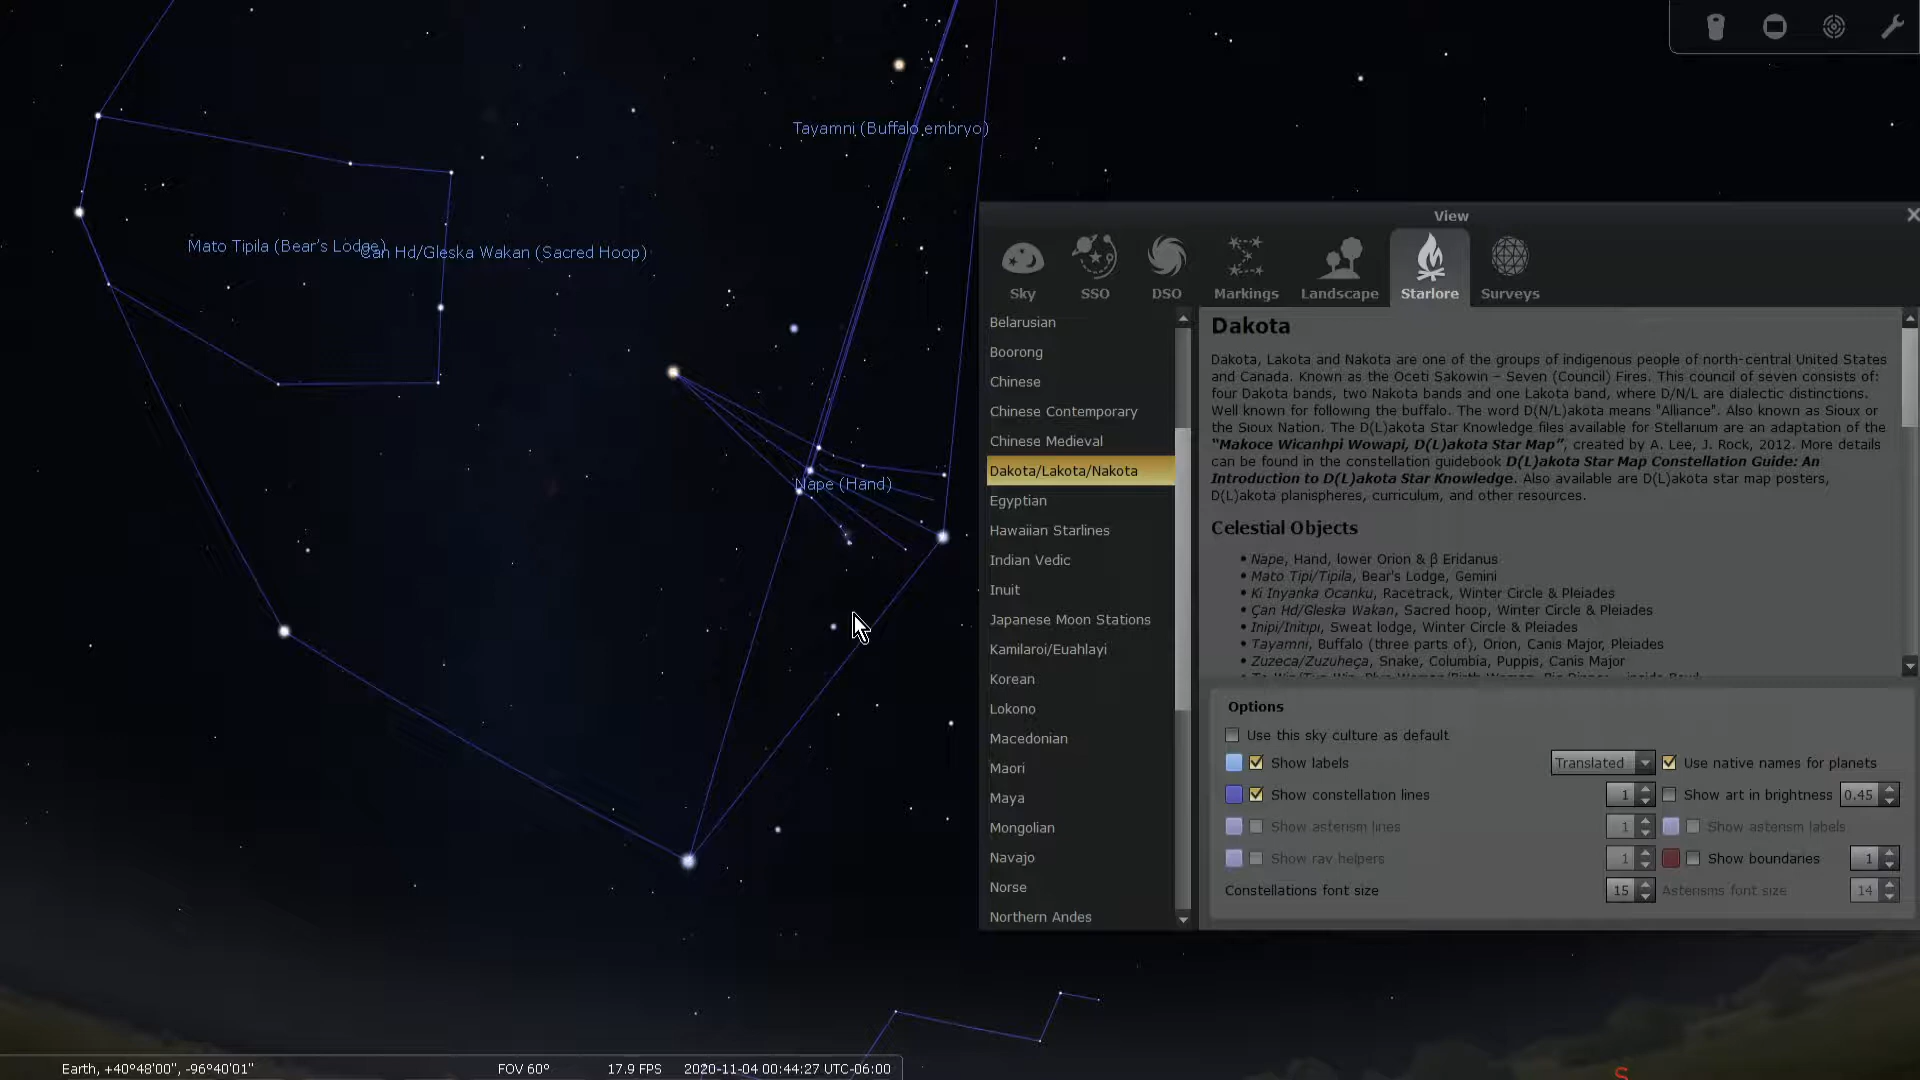 Tayamni (Buffalo embryo)
Mato Tipila (Bear's Lodge)
Çan Hd/Gleska Wakan (Sacred Hoop)
Nape (Hand)
View
Sky
SSO
DSO
Markings
Landscape
Starlore
Surveys
Belarusian
Boorong
Chinese
Chinese Contemporary
Chinese Medieval
Dakota/Lakota/Nakota
Egyptian
Hawaiian Starlines
Indian Vedic
Inuit
Japanese Moon Stations
Kamilaroi/Euahlayi
Korean
Lokono
Macedonian
Maori
Maya
Mongolian
Navajo
Norse
Northern Andes
Dakota
Dakota, Lakota and Nakota are one of the groups of indigenous people of north-central United States
and Canada. Known as the Oceti Sakowin – Seven (Council) Fires. This council of seven consists of:
four Dakota bands, two Nakota bands and one Lakota band, where D/N/L are dialectic distinctions.
Well known for following the buffalo. The word D(N/L)akota means "Alliance". Also known as Sioux or
the Sioux Nation. The D(L)akota Star Knowledge files available for Stellarium are an adaptation of the
“Makoce Wicanhpi Wowapi, D(L)akota Star Map”, created by A. Lee, J. Rock, 2012. More details
can be found in the constellation guidebook D(L)akota Star Map Constellation Guide: An
Introduction to D(L)akota Star Knowledge. Also available are D(L)akota star map posters,
D(L)akota planispheres, curriculum, and other resources.
Celestial Objects
• Nape, Hand, lower Orion & β Eridanus
• Mato Tipi/Tipila, Bear's Lodge, Gemini
• Ki Inyanka Ocanku, Racetrack, Winter Circle & Pleiades
• Çan Hd/Gleska Wakan, Sacred hoop, Winter Circle & Pleiades
• Inipi/Initipi, Sweat lodge, Winter Circle & Pleiades
• Tayamni, Buffalo (three parts of), Orion, Canis Major, Pleiades
• Zuzeca/Zuzuheça, Snake, Columbia, Puppis, Canis Major
Options
Use this sky culture as default
Show labels
Translated
Use native names for planets
Show constellation lines
1
Show art in brightness
0.45
Show asterism lines
1
Show asterism labels
Show ray helpers
1
Show boundaries
1
Constellations font size
15
Asterisms font size
14
S
Earth, +40°48'00", -96°40'01"
FOV 60°
17.9 FPS
2020-11-04 00:44:27 UTC-06:00